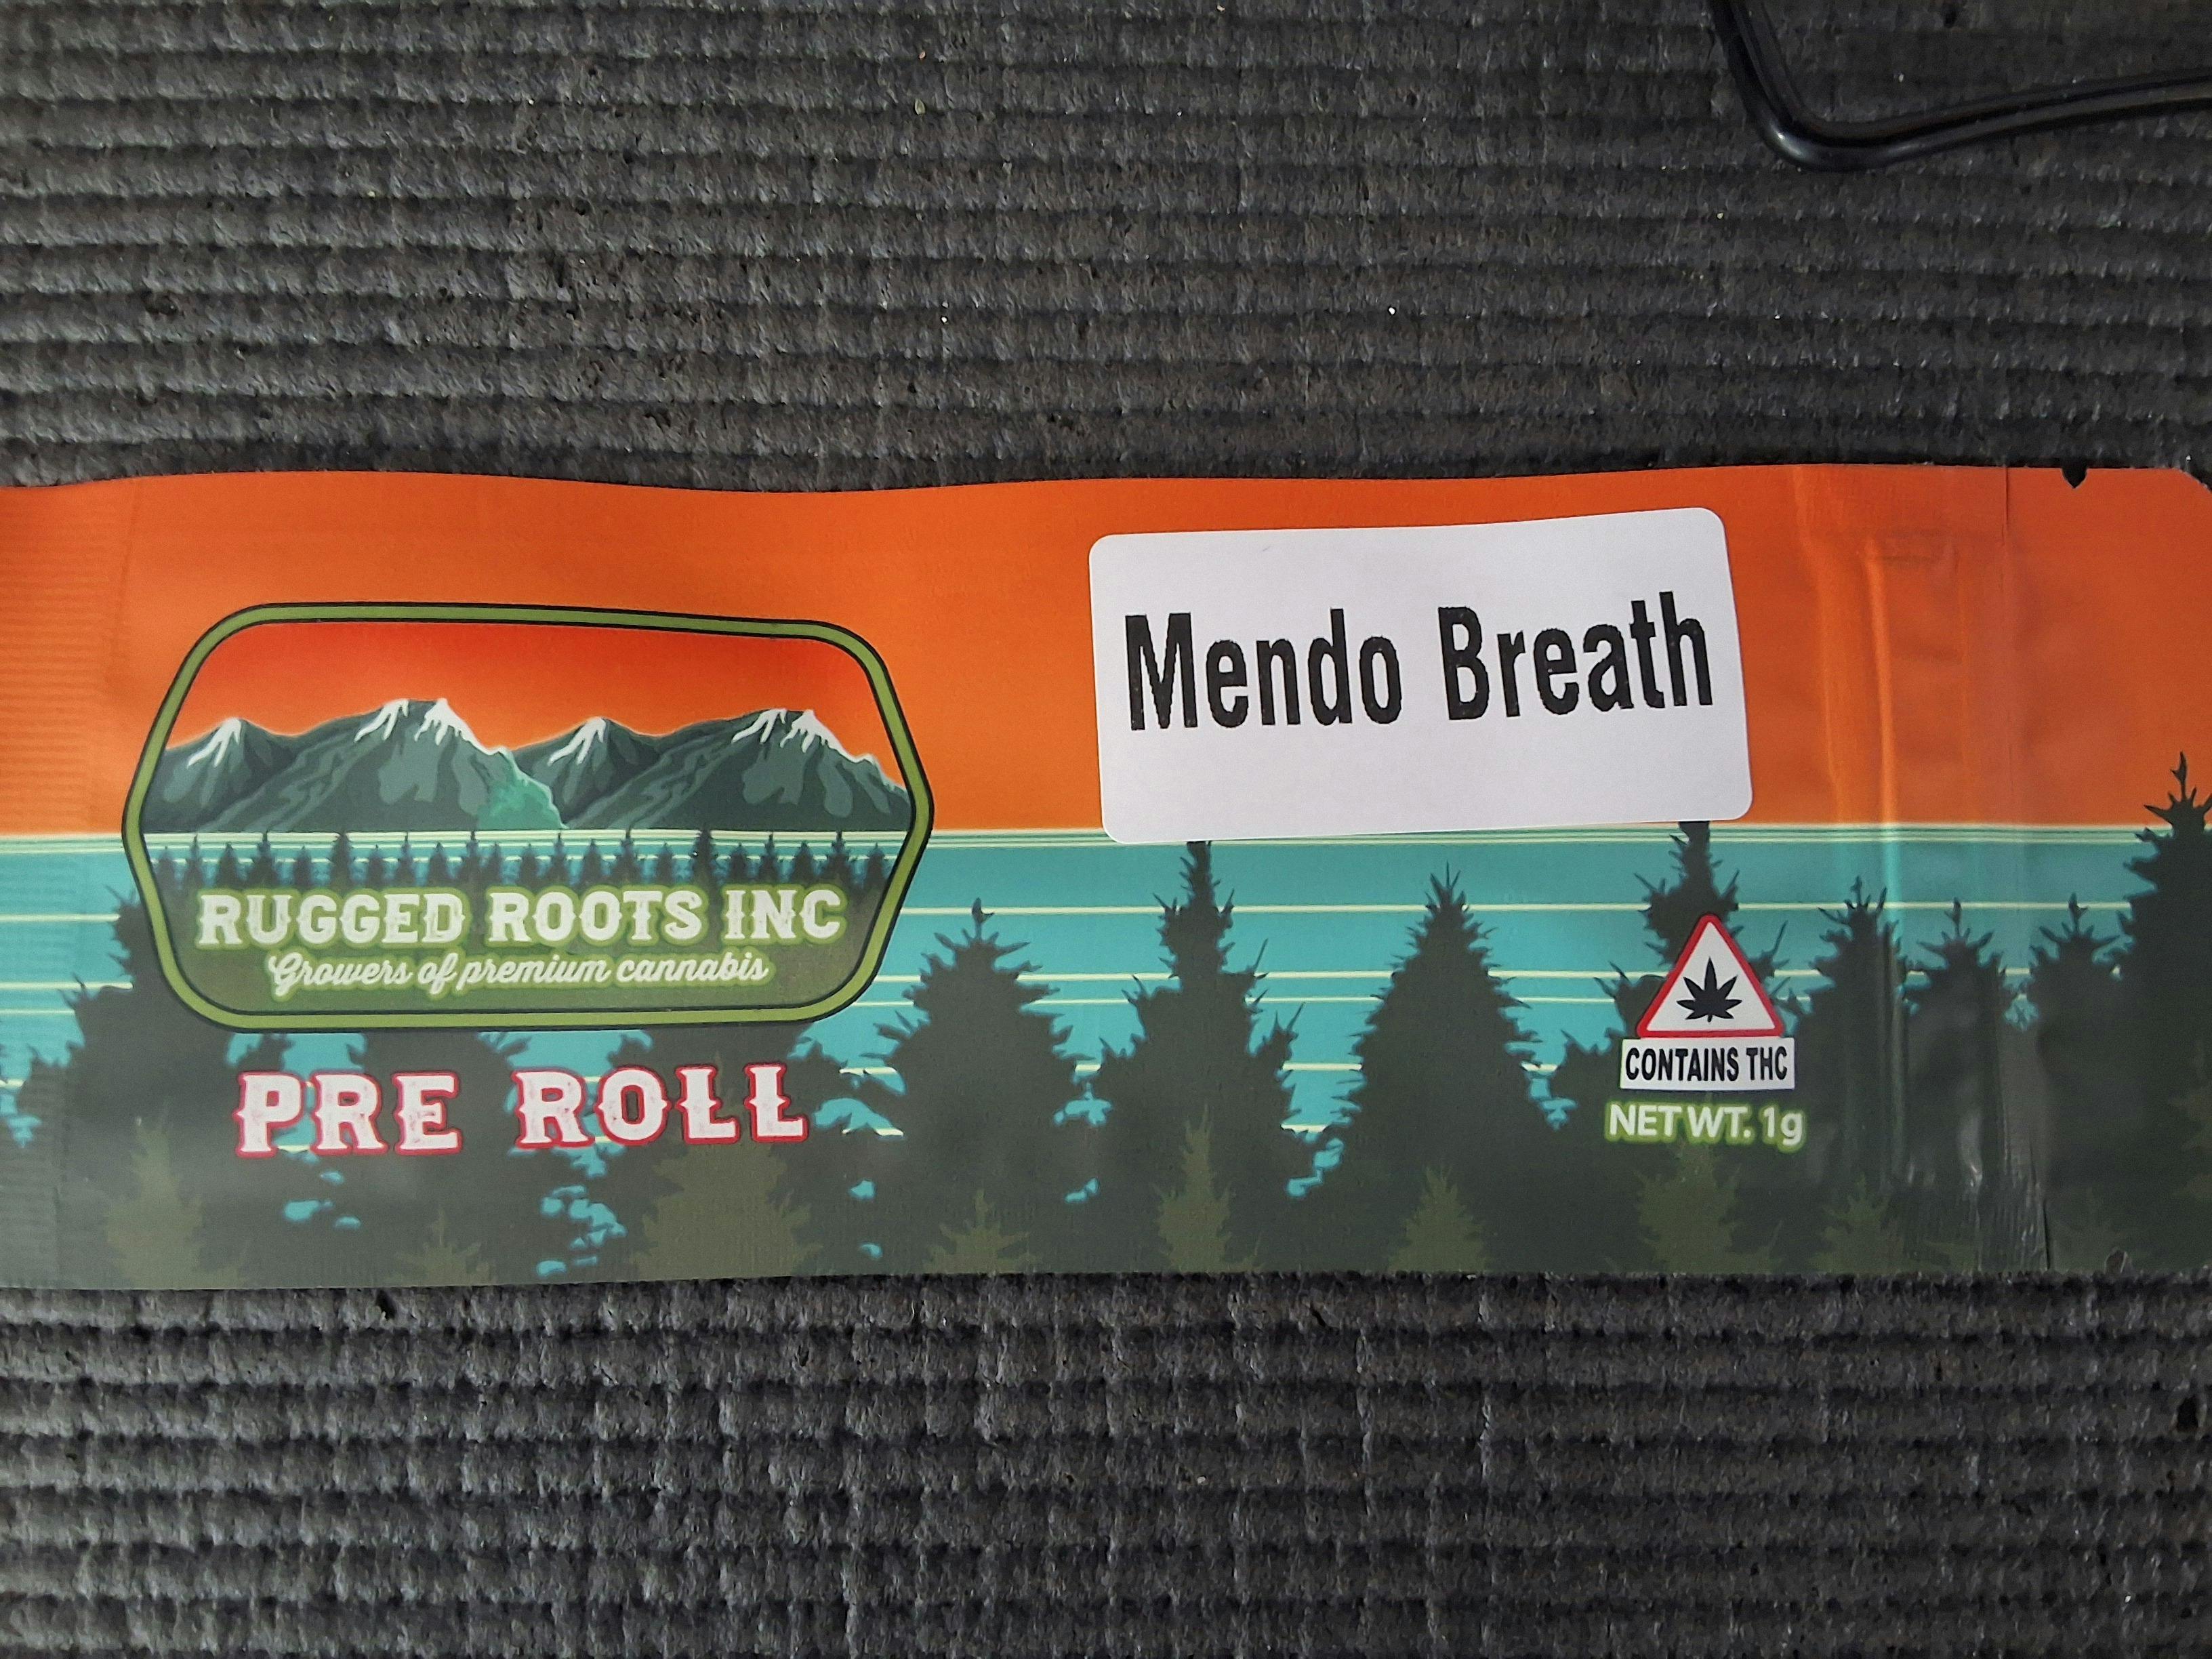 Mendo Breath
RUGGED ROOTS INC
Growers of premium cannabis
PRE ROLL
CONTAINS THC
NET WT. 1g